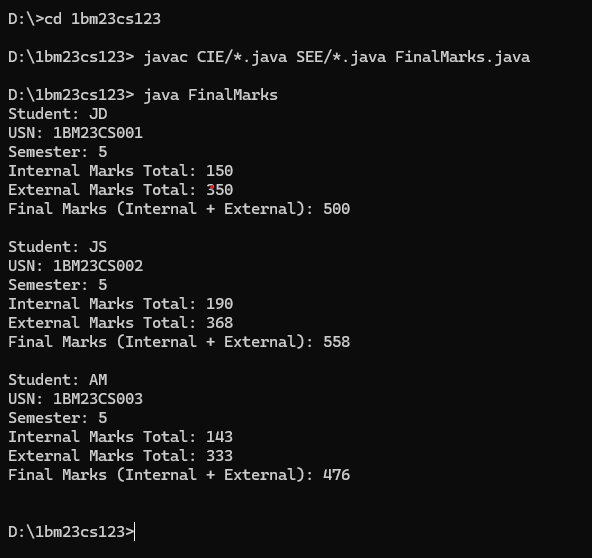 D:\>cd 1bm23cs123
D:\1bm23cs123> javac CIE/*.java SEE/*.java FinalMarks.java
D:\1bm23cs123> java FinalMarks
Student: JD
USN: 1BM23CS001
Semester: 5
Internal Marks Total: 150
External Marks Total: 350
Final Marks (Internal + External): 500
Student: JS
USN: 1BM23CS002
Semester: 5
Internal Marks Total: 190
External Marks Total: 368
Final Marks (Internal + External): 558
Student: AM
USN: 1BM23CS003
Semester: 5
Internal Marks Total: 143
External Marks Total: 333
Final Marks (Internal + External): 476
D:\1bm23cs123>